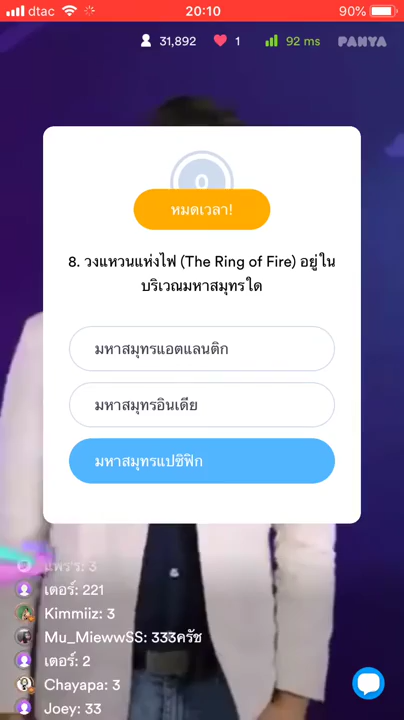 dtac 20:10 90%
31,892 1 92 ms PANYA
0
หมดเวลา!
8. วงแหวนแห่งไฟ (The Ring of Fire) อยู่ใน
บริเวณมหาสมุทรใด
มหาสมุทรแอตแลนติก
มหาสมุทรอินเดีย
มหาสมุทรแปซิฟิก
แพร'ร: 3
เตอร์: 221
Kimmiiz: 3
Mu_MiewwSS: 333ครัช
เตอร์: 2
Chayapa: 3
Joey: 33